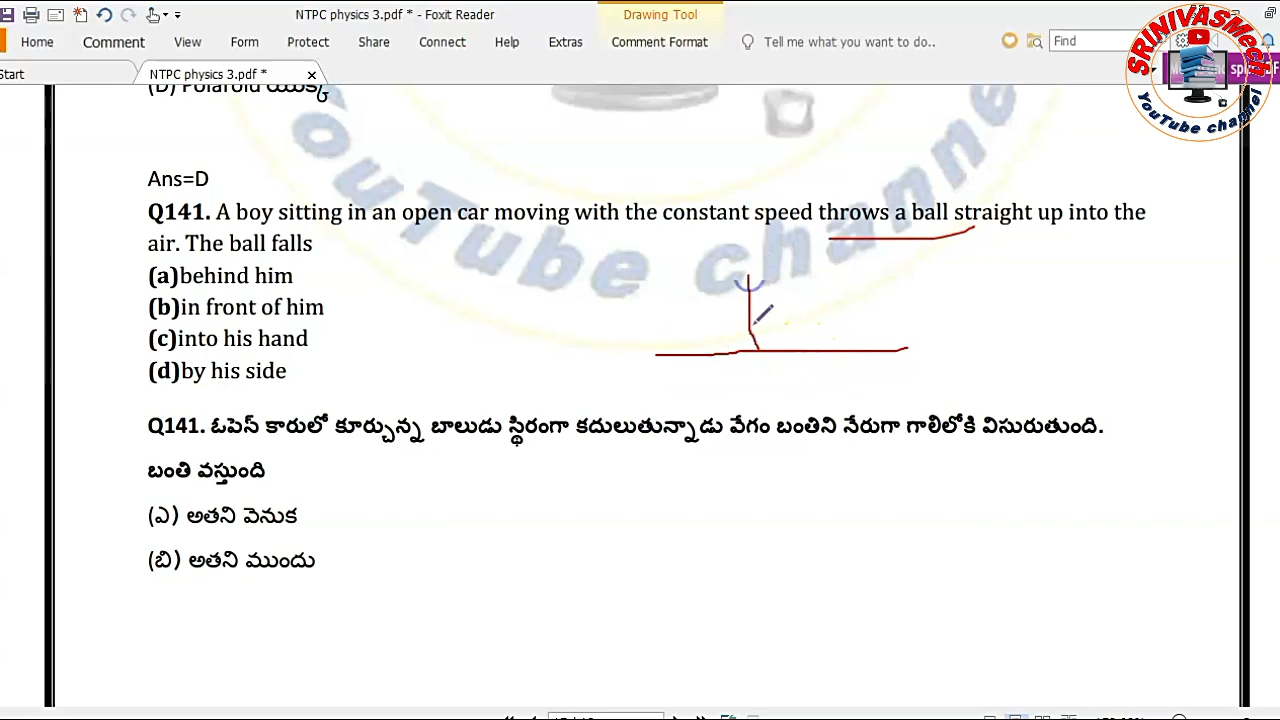 NTPC physics 3.pdf * - Foxit Reader
Drawing Tool
Home Comment View Form Protect Share Connect Help Extras Comment Format Tell me what you want to do.. Find
Start
NTPC physics 3.pdf *
SRINIVASMech
YouTube channel
(D) Polaroid యొక్క
YouTube channe
Ans=D
Q141. A boy sitting in an open car moving with the constant speed throws a ball straight up into the
air. The ball falls
(a)behind him
(b)in front of him
(c)into his hand
(d)by his side
Q141. ఓపెస్ కారులో కూర్చున్న బాలుడు స్థిరంగా కదులుతున్నాడు వేగం బంతిని నేరుగా గాలిలోకి విసురుతుంది.
బంతి వస్తుంది
(ఎ) అతని వెనుక
(బి) అతని ముందు